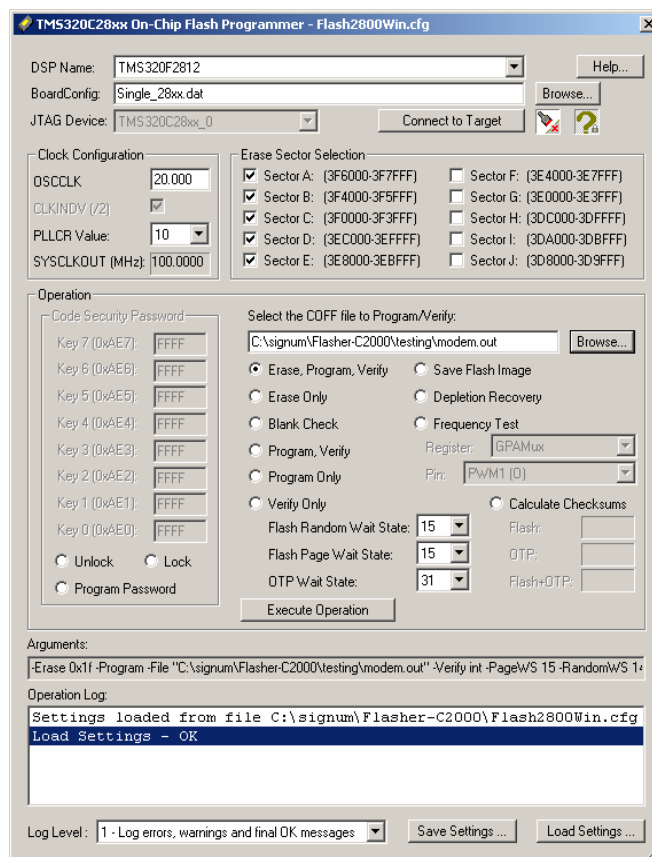 TMS320C28xx On-Chip Flash Programmer - Flash2800Win.cfg
DSP Name: TMS320F2812 Help...
BoardConfig: Single_28xx.dat Browse...
JTAG Device: TMS320C28xx_0 Connect to Target
Clock Configuration
OSCCLK 20.000
CLKINDV (/2)
PLLCR Value: 10
SYSCLKOUT (MHz): 100.0000
Erase Sector Selection
Sector A: (3F6000-3F7FFF) Sector F: (3E4000-3E7FFF)
Sector B: (3F4000-3F5FFF) Sector G: (3E0000-3E3FFF)
Sector C: (3F0000-3F3FFF) Sector H: (3DC000-3DFFFF)
Sector D: (3EC000-3EFFFF) Sector I: (3DA000-3DBFFF)
Sector E: (3E8000-3EBFFF) Sector J: (3D8000-3D9FFF)
Operation
Code Security Password
Key 7 (0xAE7): FFFF
Key 6 (0xAE6): FFFF
Key 5 (0xAE5): FFFF
Key 4 (0xAE4): FFFF
Key 3 (0xAE3): FFFF
Key 2 (0xAE2): FFFF
Key 1 (0xAE1): FFFF
Key 0 (0xAE0): FFFF
Unlock Lock
Program Password
Select the COFF file to Program/Verify:
C:\signum\Flasher-C2000\testing\modem.out Browse...
Erase, Program, Verify Save Flash Image
Erase Only Depletion Recovery
Blank Check Frequency Test
Program, Verify Register: GPAMux
Program Only Pin: PWM1 (0)
Verify Only Calculate Checksums
Flash Random Wait State: 15 Flash:
Flash Page Wait State: 15 OTP:
OTP Wait State: 31 Flash+OTP:
Execute Operation
Arguments:
-Erase 0x1f -Program -File "C:\signum\Flasher-C2000\testing\modem.out" -Verify int -PageWS 15 -RandomWS
Operation Log:
Settings loaded from file C:\signum\Flasher-C2000\Flash2800Win.cfg
Load Settings - OK
Log Level : 1 - Log errors, warnings and final OK messages Save Settings ... Load Settings ...